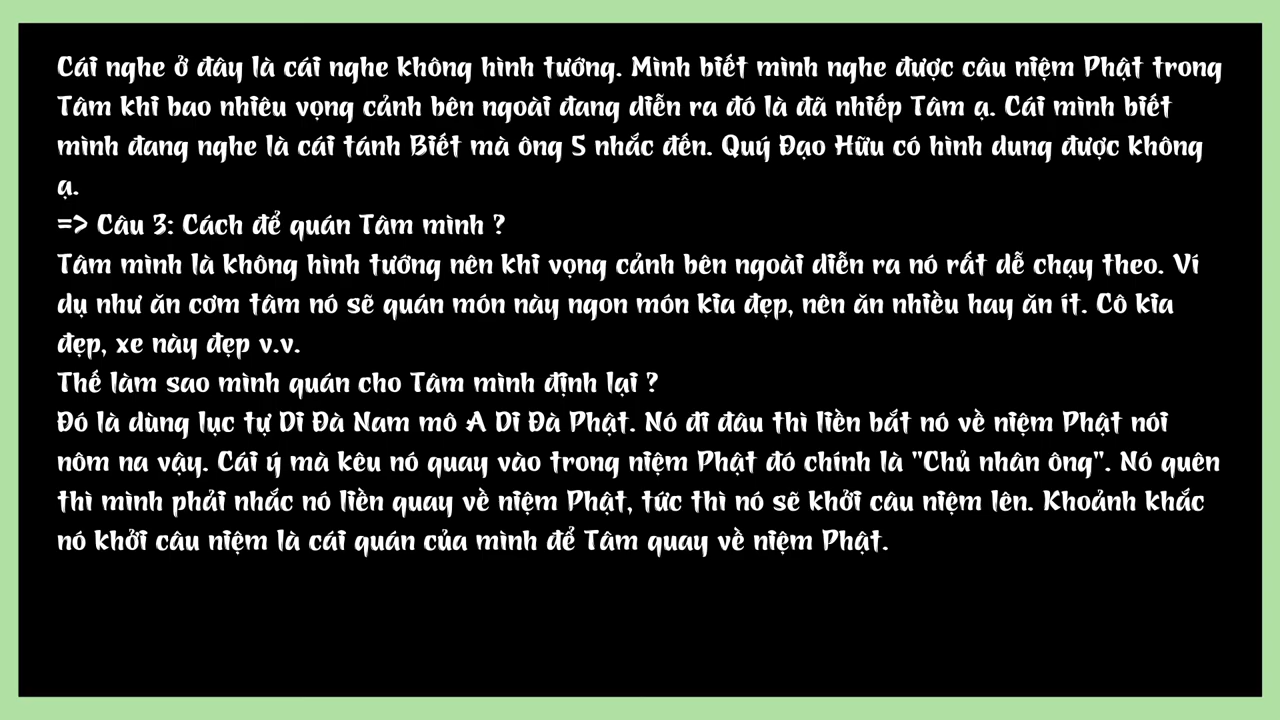 Cái nghe ở đây là cái nghe không hình tướng. Mình biết mình nghe được câu niệm Phật trong
Tâm khi bao nhiêu vọng cảnh bên ngoài đang diễn ra đó là đã nhiếp Tâm ạ. Cái mình biết
mình đang nghe là cái tánh Biết mà ông 5 nhắc đến. Quý Đạo Hữu có hình dung được không
ạ.
=> Câu 3: Cách để quán Tâm mình ?
Tâm mình là không hình tướng nên khi vọng cảnh bên ngoài diễn ra nó rất dễ chạy theo. Ví
dụ như ăn cơm tâm nó sẽ quán món này ngon món kia đẹp, nên ăn nhiều hay ăn ít. Cô kia
đẹp, xe này đẹp v.v.
Thế làm sao mình quán cho Tâm mình định lại ?
Đó là dùng lục tự Di Đà Nam mô A Di Đà Phật. Nó đi đâu thì liền bắt nó về niệm Phật nói
nôm na vậy. Cái ý mà kêu nó quay vào trong niệm Phật đó chính là "Chủ nhân ông". Nó quên
thì mình phải nhắc nó liền quay về niệm Phật, tức thì nó sẽ khởi câu niệm lên. Khoảnh khắc
nó khởi câu niệm là cái quán của mình để Tâm quay về niệm Phật.